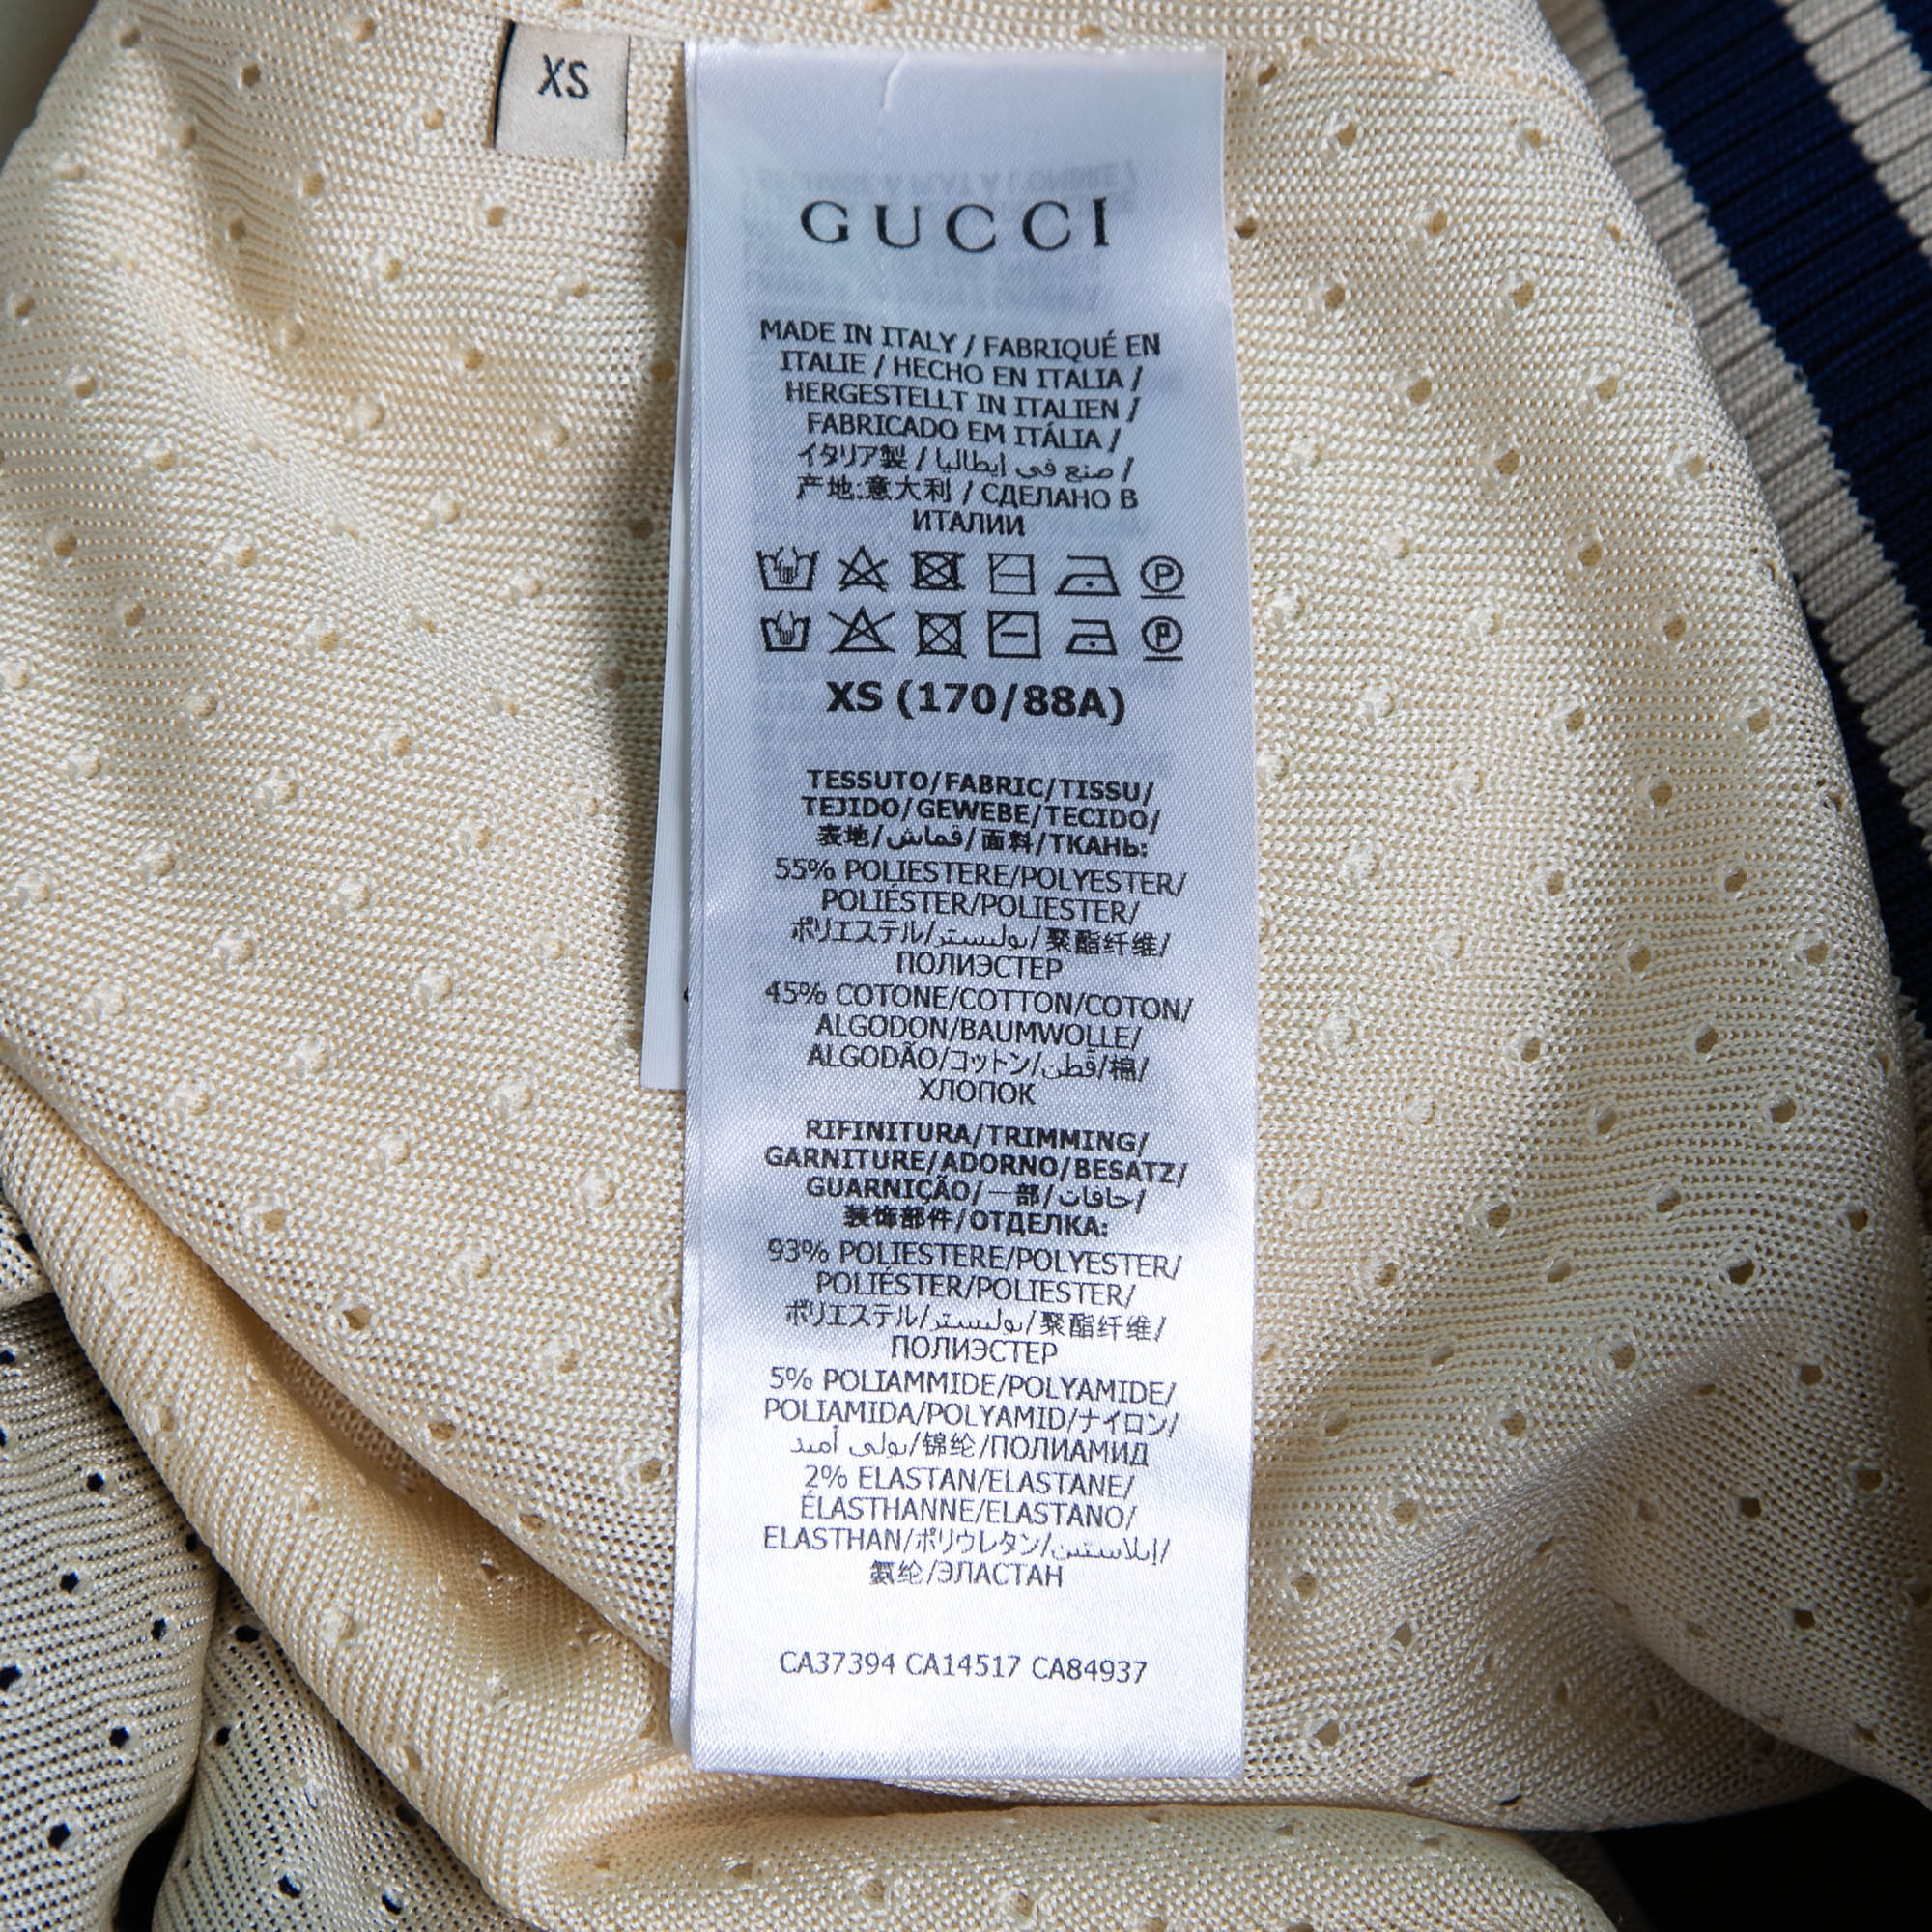 XS
GUCCI
MADE IN ITALY / FABRIQUÉ EN
ITALIE / HECHO EN ITALIA /
HERGESTELLT IN ITALIEN /
FABRICADO EM ITÁLIA /
イタリア製 / صنع في إيطاليا /
产地:意大利 / СДЕЛАНО В
ИТАЛИИ
P
P
XS (170/88A)
TESSUTO/FABRIC/TISSU/
TEJIDO/GEWEBE/TECIDO/
表地/قماش/面料/ТКАНЬ:
55% POLIESTERE/POLYESTER/
POLIÉSTER/POLIESTER/
ポリエステル/بوليستر/聚酯纤维/
ПОЛИЭСТЕР
45% COTONE/COTTON/COTON/
ALGODON/BAUMWOLLE/
ALGODÃO/コットン/قطن/棉/
ХЛОПОК
RIFINITURA/TRIMMING/
GARNITURE/ADORNO/BESATZ/
GUARNIÇÃO/一部/حافات/
装饰部件/ОТДЕЛКА:
93% POLIESTERE/POLYESTER/
POLIÉSTER/POLIESTER/
ポリエステル/بوليستر/聚酯纤维/
ПОЛИЭСТЕР
5% POLIAMMIDE/POLYAMIDE/
POLIAMIDA/POLYAMID/ナイロン/
بولي أميد/锦纶/ПОЛИАМИД
2% ELASTAN/ELASTANE/
ÉLASTHANNE/ELASTANO/
ELASTHAN/ポリウレタン/إيلاستين/
氨纶/ЭЛАСТАН
CA37394 CA14517 CA84937